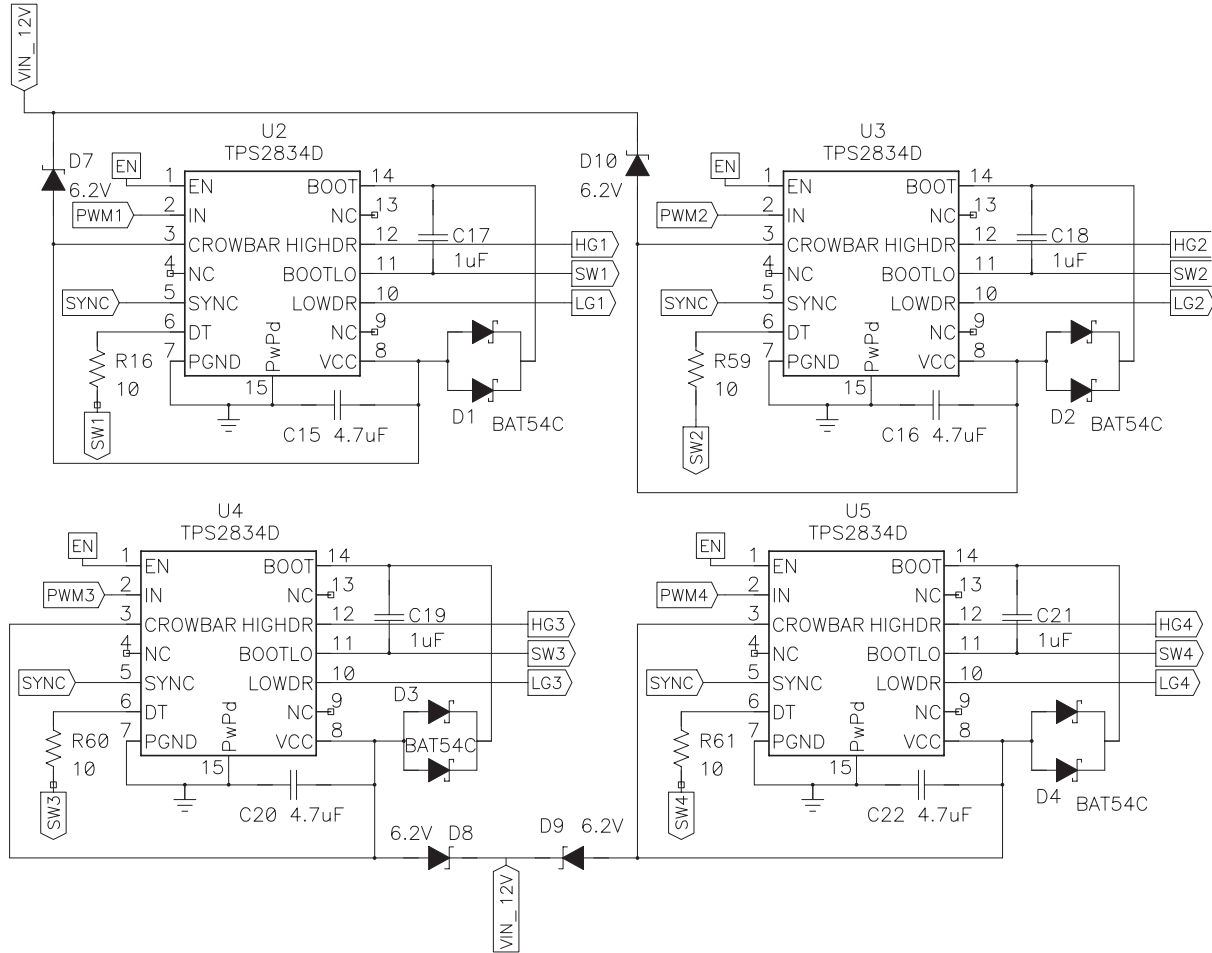 VIN_12V
U2
TPS2834D
D7
6.2V
EN
PWM1
SYNC
1 EN
2 IN
3 CROWBAR
4 NC
5 SYNC
6 DT
7 PGND
PwPd
15
BOOT 14
NC 13
HIGHDR 12
BOOTLO 11
LOWDR 10
NC 9
VCC 8
C17
1uF
HG1
SW1
LG1
R16
10
SW1
C15 4.7uF
D1
BAT54C
U3
TPS2834D
D10
6.2V
EN
PWM2
SYNC
1 EN
2 IN
3 CROWBAR
4 NC
5 SYNC
6 DT
7 PGND
PwPd
15
BOOT 14
NC 13
HIGHDR 12
BOOTLO 11
LOWDR 10
NC 9
VCC 8
C18
1uF
HG2
SW2
LG2
R59
10
SW2
C16 4.7uF
D2
BAT54C
U4
TPS2834D
EN
PWM3
SYNC
1 EN
2 IN
3 CROWBAR
4 NC
5 SYNC
6 DT
7 PGND
PwPd
15
BOOT 14
NC 13
HIGHDR 12
BOOTLO 11
LOWDR 10
NC 9
VCC 8
C19
1uF
HG3
SW3
LG3
D3
BAT54C
R60
10
SW3
C20 4.7uF
6.2V D8
U5
TPS2834D
EN
PWM4
SYNC
1 EN
2 IN
3 CROWBAR
4 NC
5 SYNC
6 DT
7 PGND
PwPd
15
BOOT 14
NC 13
HIGHDR 12
BOOTLO 11
LOWDR 10
NC 9
VCC 8
C21
1uF
HG4
SW4
LG4
R61
10
SW4
C22 4.7uF
D4
BAT54C
D9 6.2V
VIN_12V